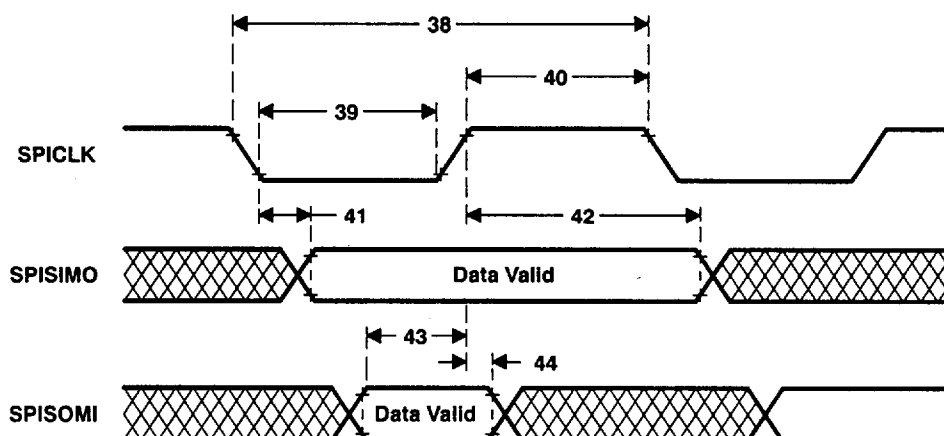 38
40
39
SPICLK
41
42
SPISIMO
Data Valid
43
44
SPISOMI
Data Valid